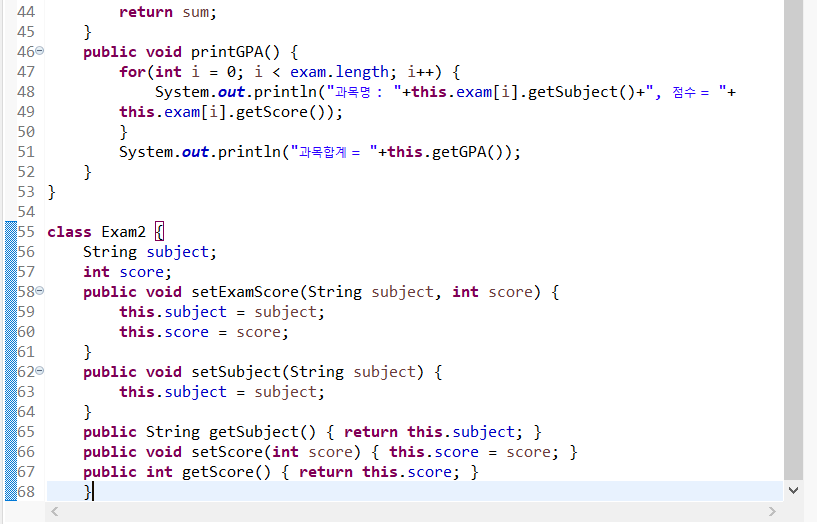 44 return sum;
45 }
46 public void printGPA() {
47 for(int i = 0; i < exam.length; i++) {
48 System.out.println("과목명 : "+this.exam[i].getSubject()+", 점수 = "+
49 this.exam[i].getScore());
50 }
51 System.out.println("과목합계 = "+this.getGPA());
52 }
53 }
54
55 class Exam2 {
56 String subject;
57 int score;
58 public void setExamScore(String subject, int score) {
59 this.subject = subject;
60 this.score = score;
61 }
62 public void setSubject(String subject) {
63 this.subject = subject;
64 }
65 public String getSubject() { return this.subject; }
66 public void setScore(int score) { this.score = score; }
67 public int getScore() { return this.score; }
68 }